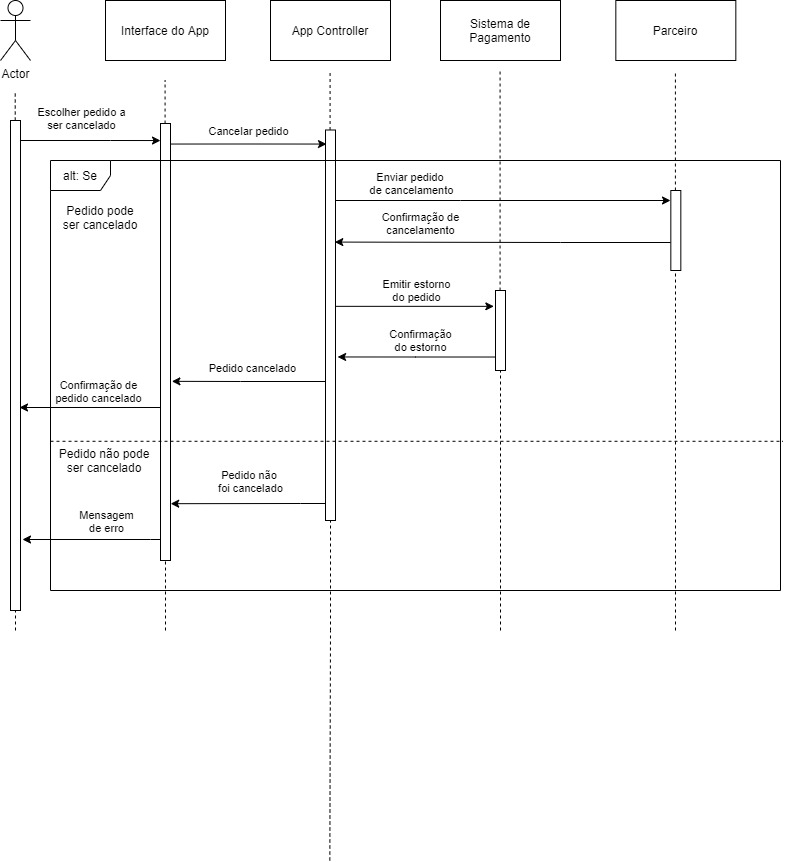 Interface do App
App Controller
Sistema de
Pagamento
Parceiro
Actor
Escolher pedido a
ser cancelado
Cancelar pedido
alt: Se
Enviar pedido
de cancelamento
Pedido pode
ser cancelado
Confirmação de
cancelamento
Emitir estorno
do pedido
Confirmação
do estorno
Pedido cancelado
Confirmação de
pedido cancelado
Pedido não pode
ser cancelado
Pedido não
foi cancelado
Mensagem
de erro